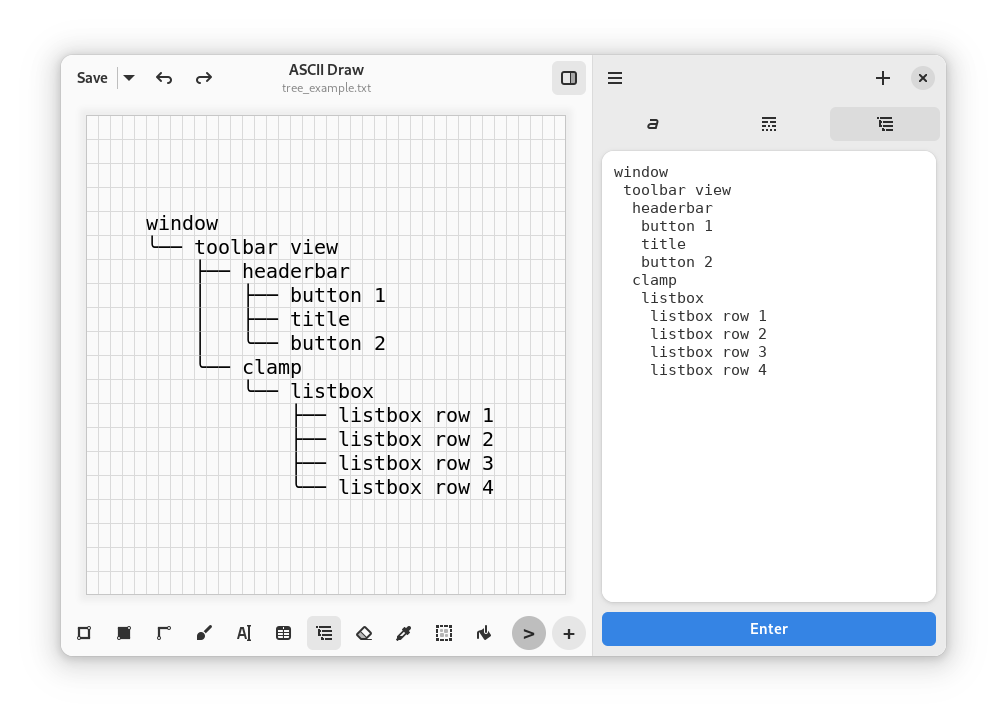 Save
ASCII Draw
tree_example.txt
a
window
╰── toolbar view
    ├── headerbar
    │   ├── button 1
    │   ├── title
    │   ╰── button 2
    ╰── clamp
        ╰── listbox
            ├── listbox row 1
            ├── listbox row 2
            ├── listbox row 3
            ╰── listbox row 4
window
 toolbar view
  headerbar
   button 1
   title
   button 2
  clamp
   listbox
    listbox row 1
    listbox row 2
    listbox row 3
    listbox row 4
A
> +
Enter